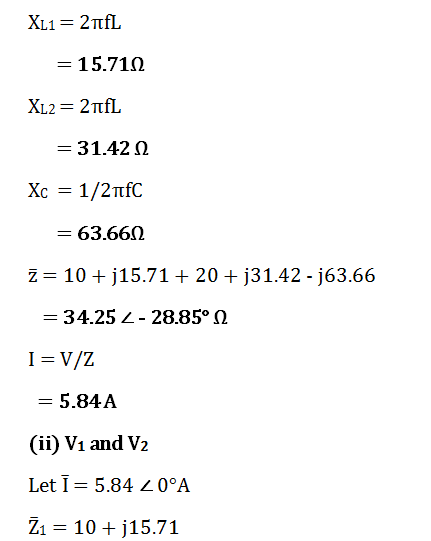 XL1 = 2πfL
= 15.71Ω
XL2 = 2πfL
= 31.42 Ω
XC = 1/2πfC
= 63.66Ω
z̄ = 10 + j15.71 + 20 + j31.42 - j63.66
= 34.25 ∠ - 28.85° Ω
I = V/Z
= 5.84 A
(ii) V1 and V2
Let Ī = 5.84 ∠ 0°A
Z̄1 = 10 + j15.71